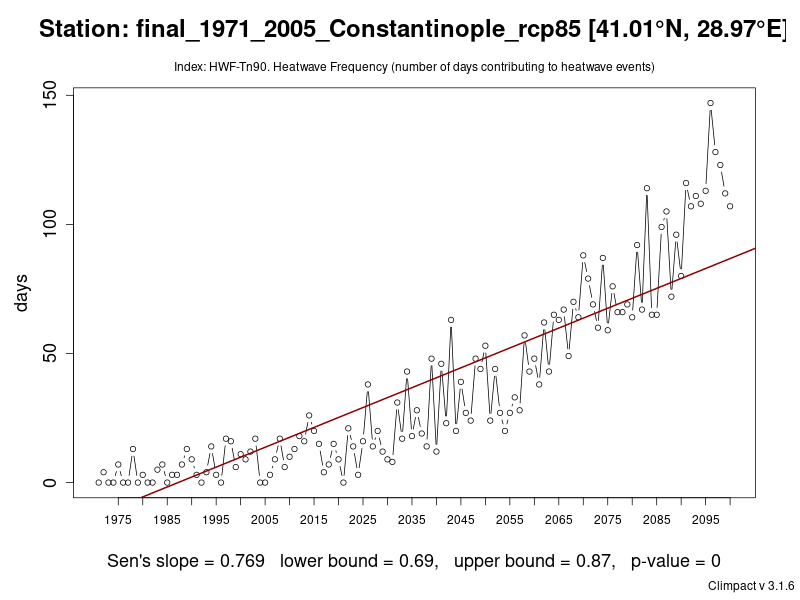 Station: final_1971_2005_Constantinople_rcp85 [41.01°N, 28.97°E]
Index: HWF-Tn90. Heatwave Frequency (number of days contributing to heatwave events)
150
100
50
0
days
1975 1985 1995 2005 2015 2025 2035 2045 2055 2065 2075 2085 2095
Sen's slope = 0.769 lower bound = 0.69, upper bound = 0.87, p-value = 0
Climpact v 3.1.6